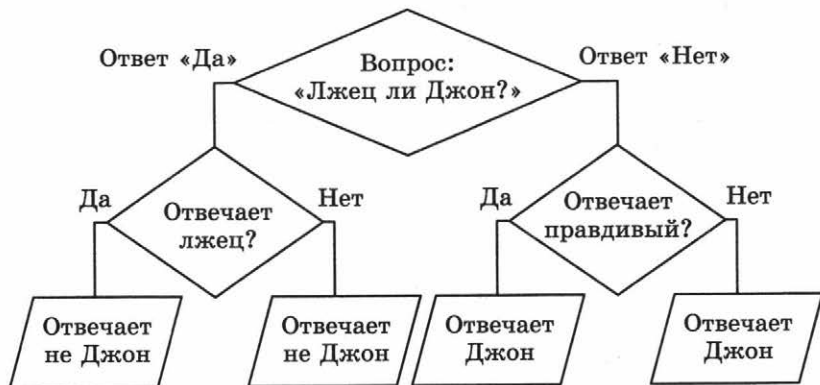 Ответ «Да»
Вопрос:
«Лжец ли Джон?»
Ответ «Нет»
Да
Отвечает
лжец?
Нет
Да
Отвечает
правдивый?
Нет
Отвечает
не Джон
Отвечает
не Джон
Отвечает
Джон
Отвечает
Джон